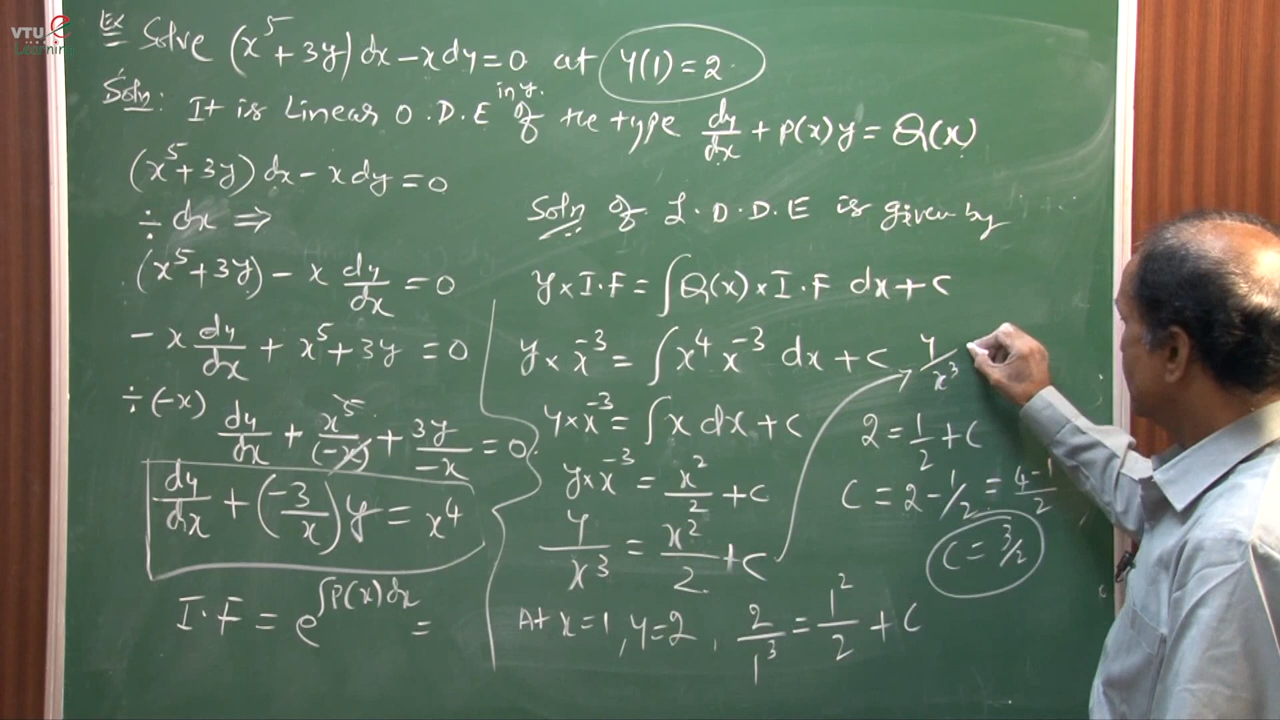 VTU e
Learning
Ex
Solve (x^5 + 3y) dx - x dy = 0 at y(1) = 2.
Soln: It is Linear O.D.E in y. of the type dy/dx + P(x) y = Q(x)
(x^5 + 3y) dx - x dy = 0
÷ dx ⇒
(x^5 + 3y) - x dy/dx = 0
- x dy/dx + x^5 + 3y = 0
÷ (-x)
dy/dx + x^5/(-x) + 3y/-x = 0
dy/dx + (-3/x) y = x^4
I.F = e^∫P(x)dx =
Soln of L.O.D.E is given by
y × I.F = ∫Q(x) × I.F dx + C
y × x^-3 = ∫x^4 x^-3 dx + C
y × x^-3 = ∫x dx + C
y × x^-3 = x^2/2 + C
y/x^3 = x^2/2 + C
At x = 1, y = 2, 2/1^3 = 1^2/2 + C
2 = 1/2 + C
C = 2 - 1/2 = 4-1/2
C = 3/2
y/x^3